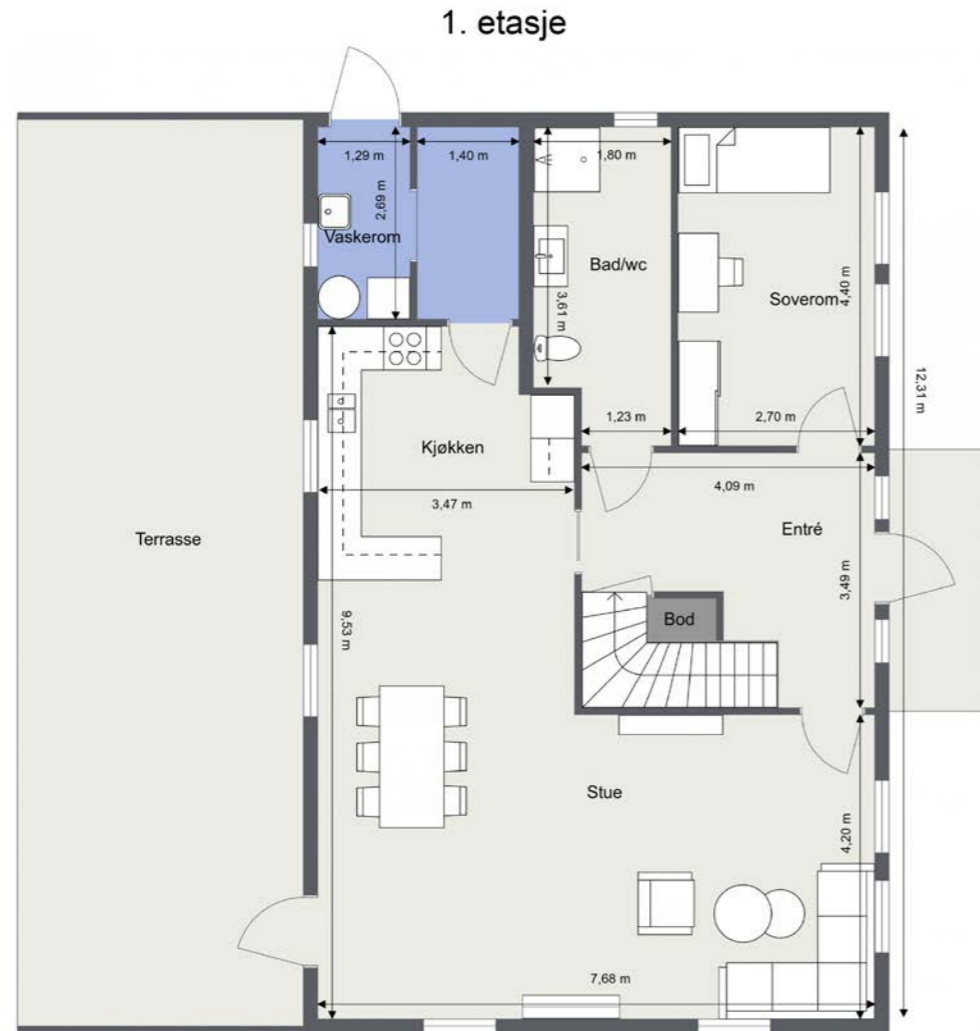 1. etasje
1,29 m
1,40 m
1,80 m
2,69 m
Vaskerom
Bad/wc
3,61 m
Soverom
4,40 m
12,31 m
1,23 m
2,70 m
Kjøkken
4,09 m
3,47 m
Entré
Terrasse
3,49 m
9,53 m
Bod
Stue
4,20 m
7,68 m